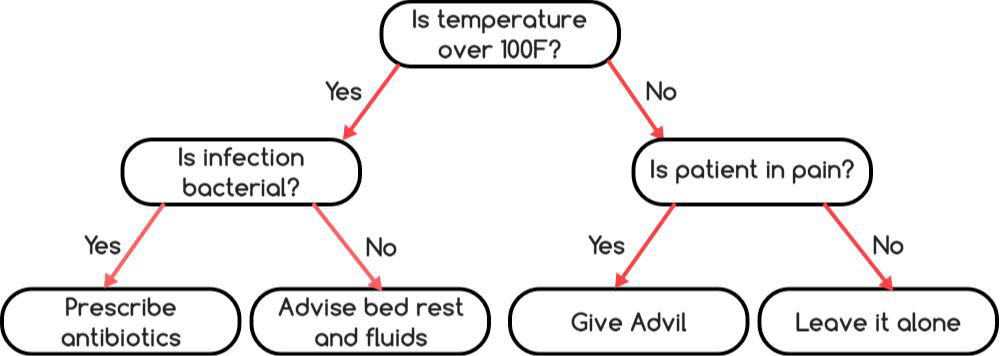 Is temperature
over 100F?
Yes
No
Is infection
bacterial?
Is patient in pain?
Yes
No
Yes
No
Prescribe
antibiotics
Advise bed rest
and fluids
Give Advil
Leave it alone